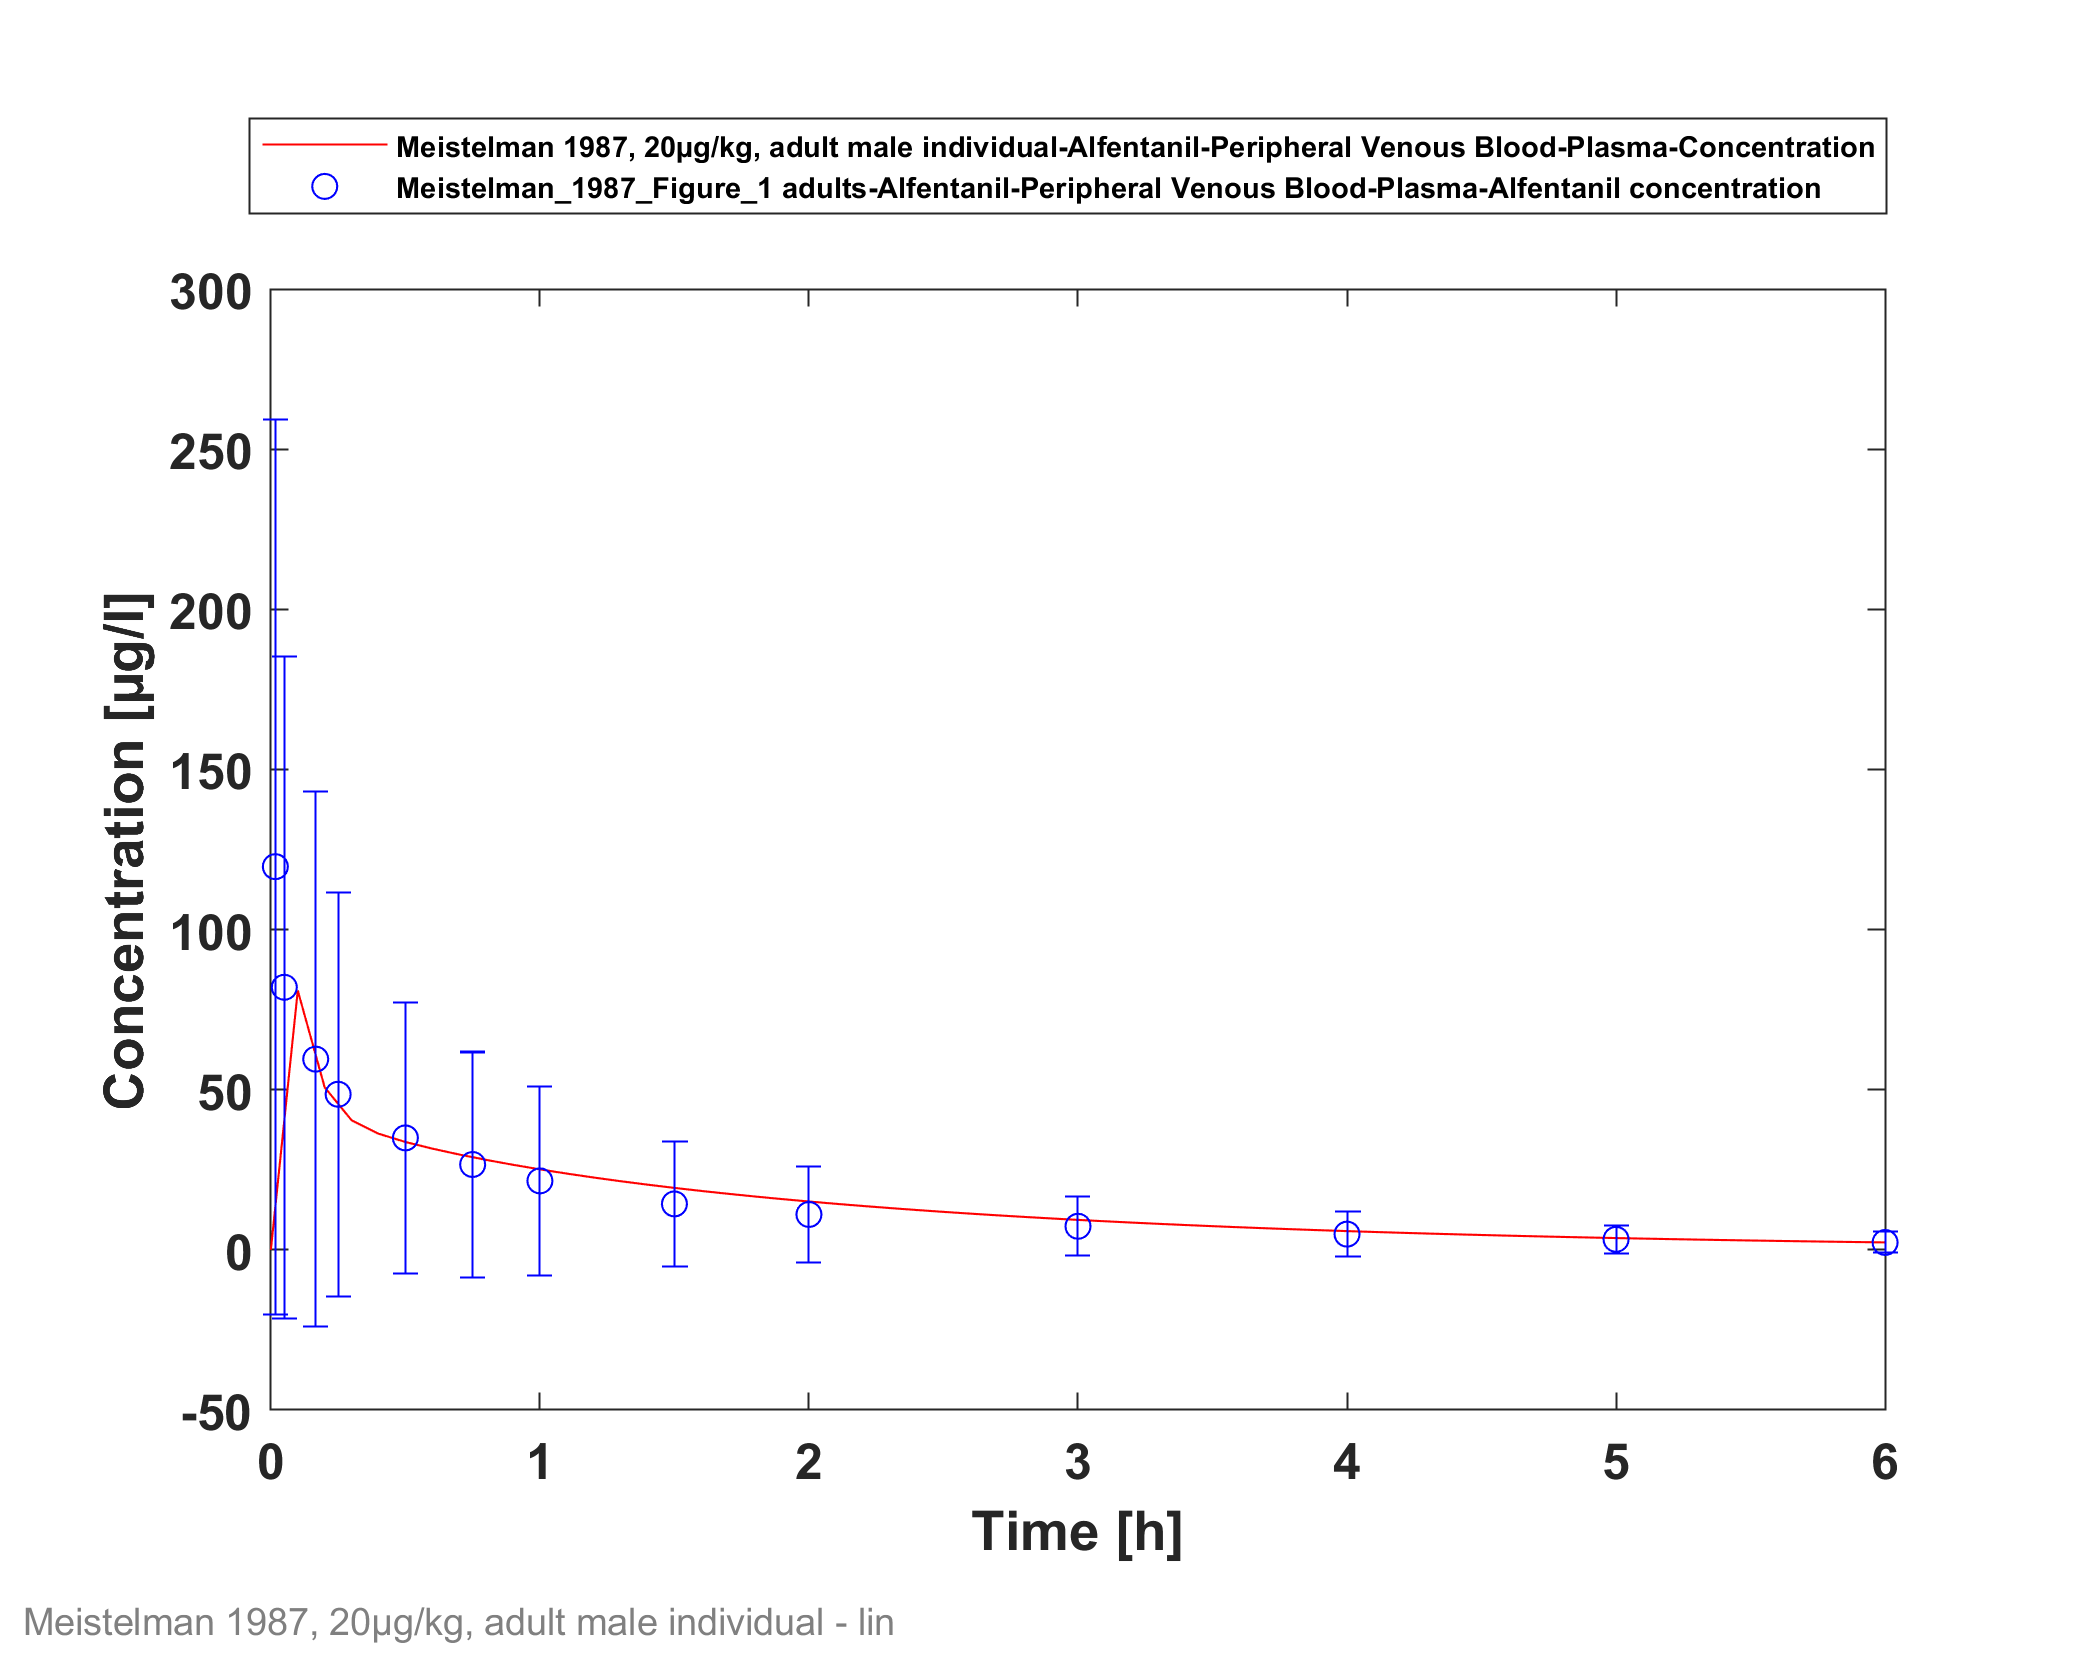 Meistelman 1987, 20µg/kg, adult male individual-Alfentanil-Peripheral Venous Blood-Plasma-Concentration
Meistelman_1987_Figure_1 adults-Alfentanil-Peripheral Venous Blood-Plasma-Alfentanil concentration
300
250
200
150
100
50
0
-50
Concentration [µg/l]
0 1 2 3 4 5 6
Time [h]
Meistelman 1987, 20µg/kg, adult male individual - lin